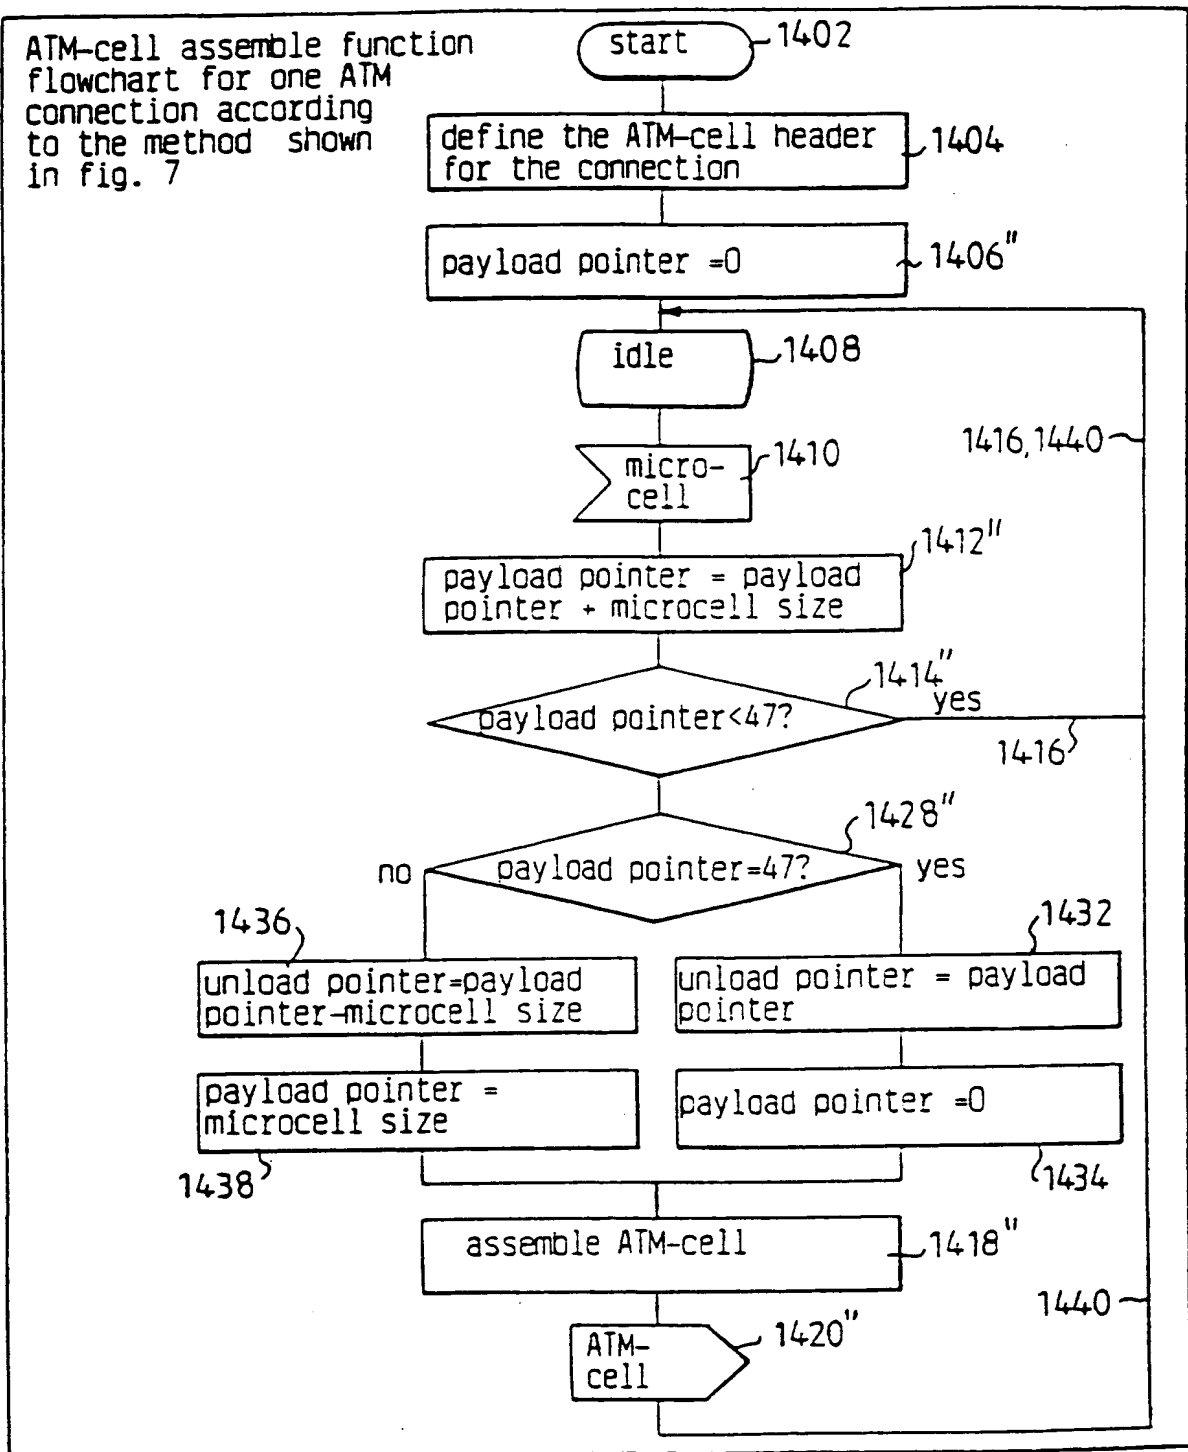 ATM-cell assemble function
flowchart for one ATM
connection according
to the method shown
in fig. 7
start
1402
define the ATM-cell header
for the connection
1404
payload pointer =0
1406"
idle
1408
1416,1440
micro-
cell
1410
1412"
payload pointer = payload
pointer + microcell size
1414"
payload pointer<47?
yes
1416
1428"
no
payload pointer=47?
yes
1436
1432
unload pointer=payload
pointer-microcell size
unload pointer = payload
pointer
payload pointer =
microcell size
payload pointer =0
1438
1434
assemble ATM-cell
1418"
1440
ATM-
cell
1420"